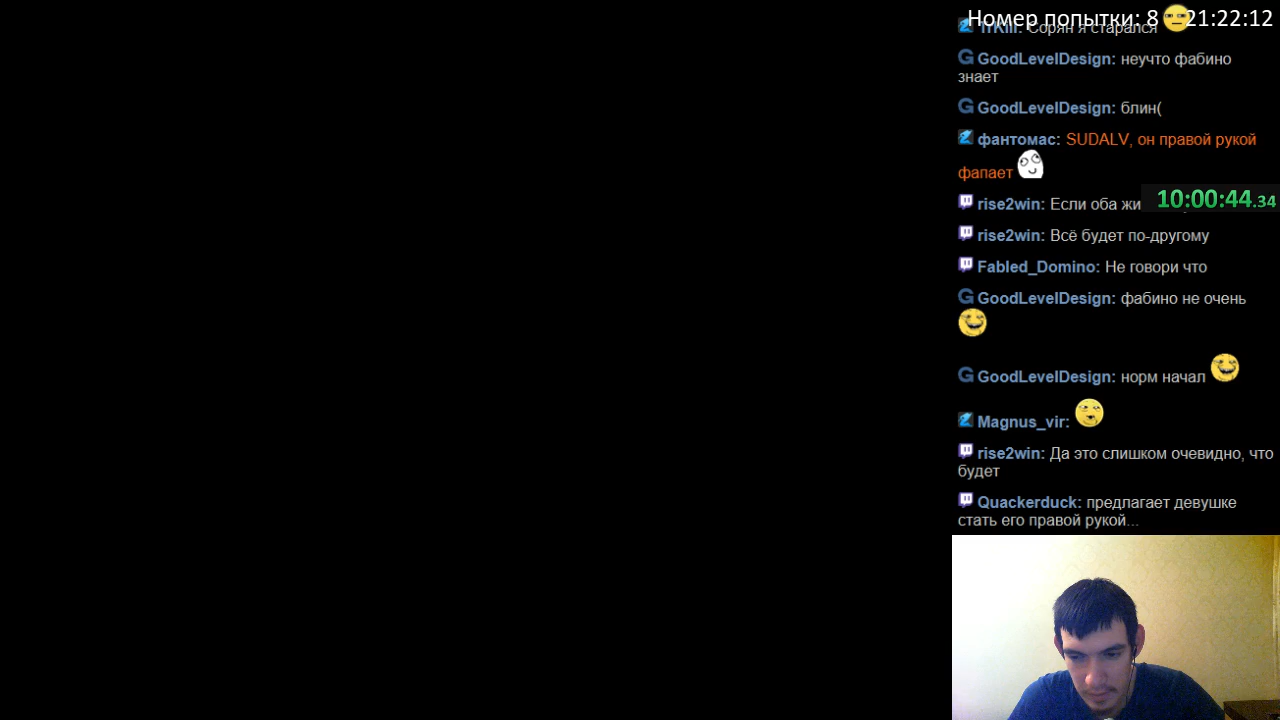 Номер попытки: 8 21:22:12
TrKill: Сорян я старался
GoodLevelDesign: неучто фабино
знает
GoodLevelDesign: блин(
фантомас: SUDALV, он правой рукой
фапает
rise2win: Если оба жи
10:00:44.34
rise2win: Всё будет по-другому
Fabled_Domino: Не говори что
GoodLevelDesign: фабино не очень
GoodLevelDesign: норм начал
Magnus_vir:
rise2win: Да это слишком очевидно, что
будет
Quackerduck: предлагает девушке
стать его правой рукой...